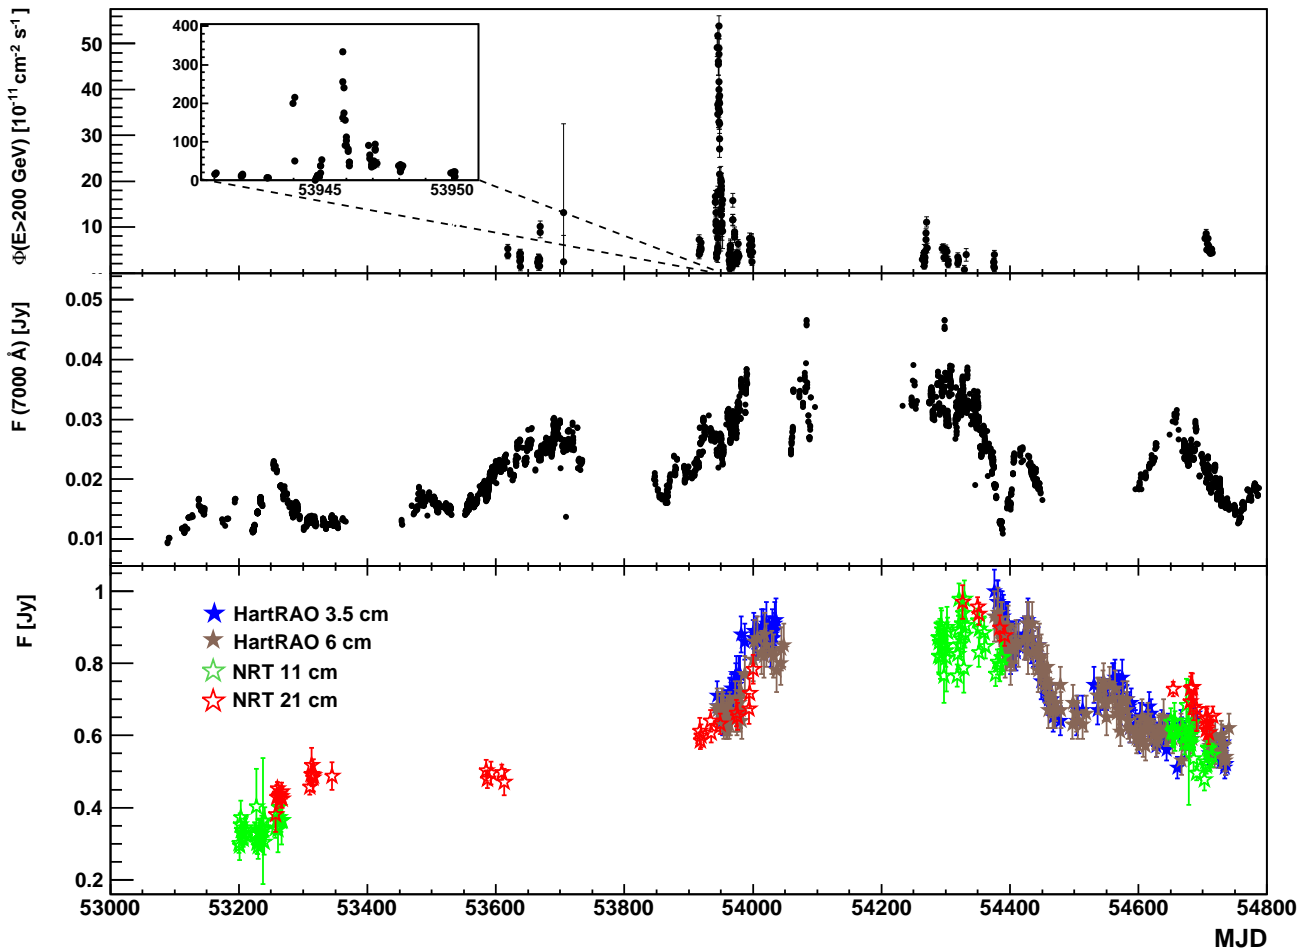 Φ(E>200 GeV) [10⁻¹¹ cm⁻² s⁻¹]
50
40
30
20
10
400
300
200
100
0
53945
53950
F (7000 Å) [Jy]
0.05
0.04
0.03
0.02
0.01
F [Jy]
1
0.8
0.6
0.4
0.2
HartRAO 3.5 cm
HartRAO 6 cm
NRT 11 cm
NRT 21 cm
53000 53200 53400 53600 53800 54000 54200 54400 54600 54800
MJD